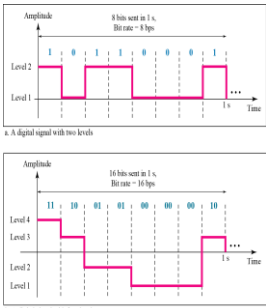 Amplitude
8 bits sent in 1 s,
Bit rate = 8 bps
1 0 1 1 0 0 0 1
Level 2
Level 1
...
1 s
Time
a. A digital signal with two levels
Amplitude
16 bits sent in 1 s,
Bit rate = 16 bps
11 10 01 01 00 00 00 10
Level 4
Level 3
...
1 s
Time
Level 2
Level 1